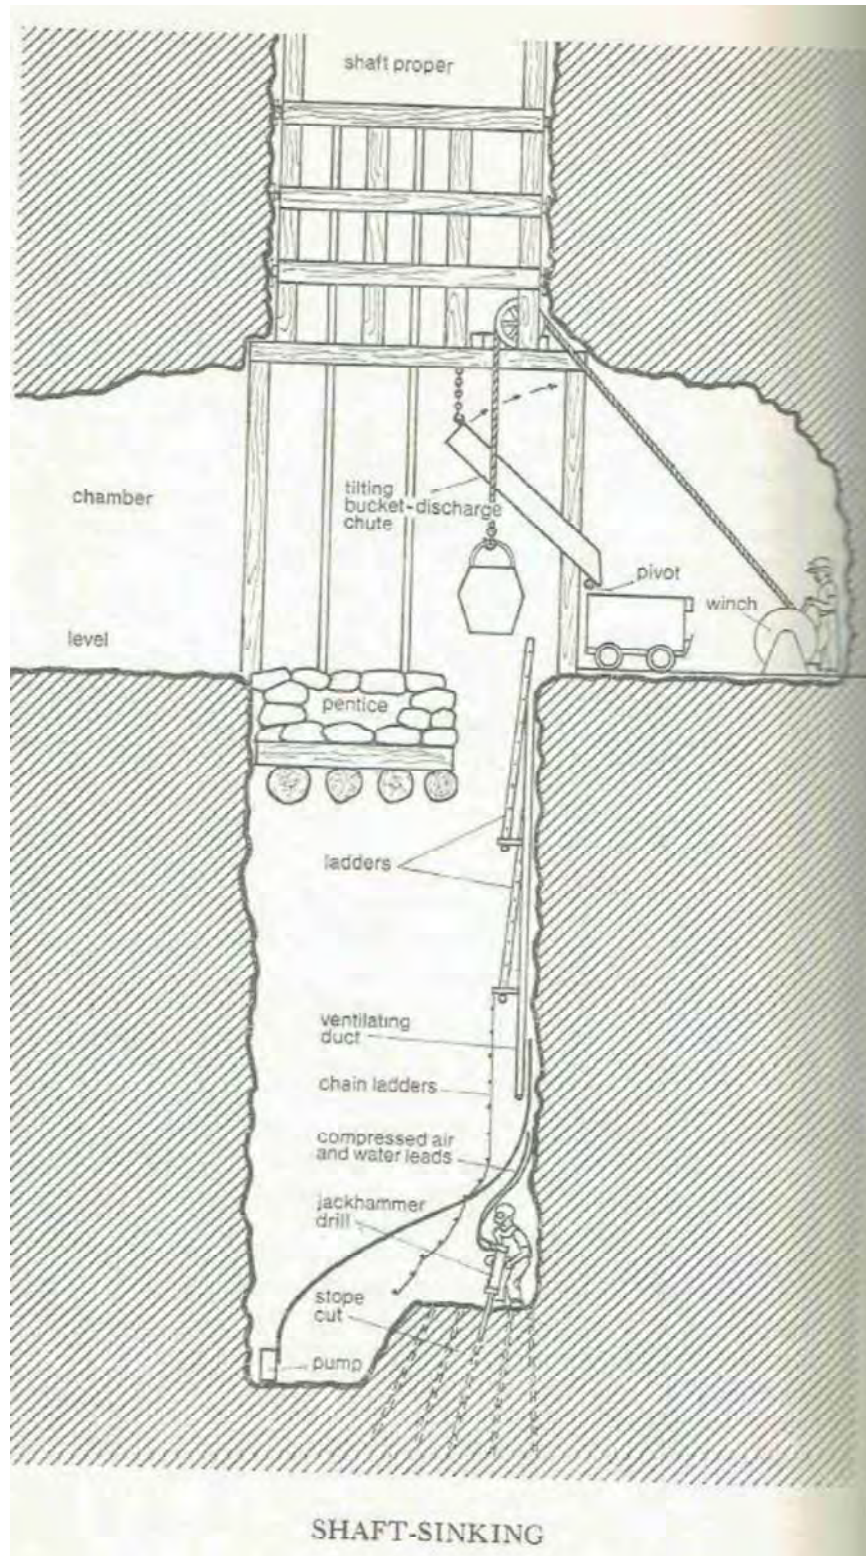 shaft proper
chamber
tilting
bucket-discharge
chute
pivot
winch
level
pentice
ladders
ventilating
duct
chain ladders
compressed air
and water leads
jackhammer
drill
stope
cut
pump
SHAFT-SINKING